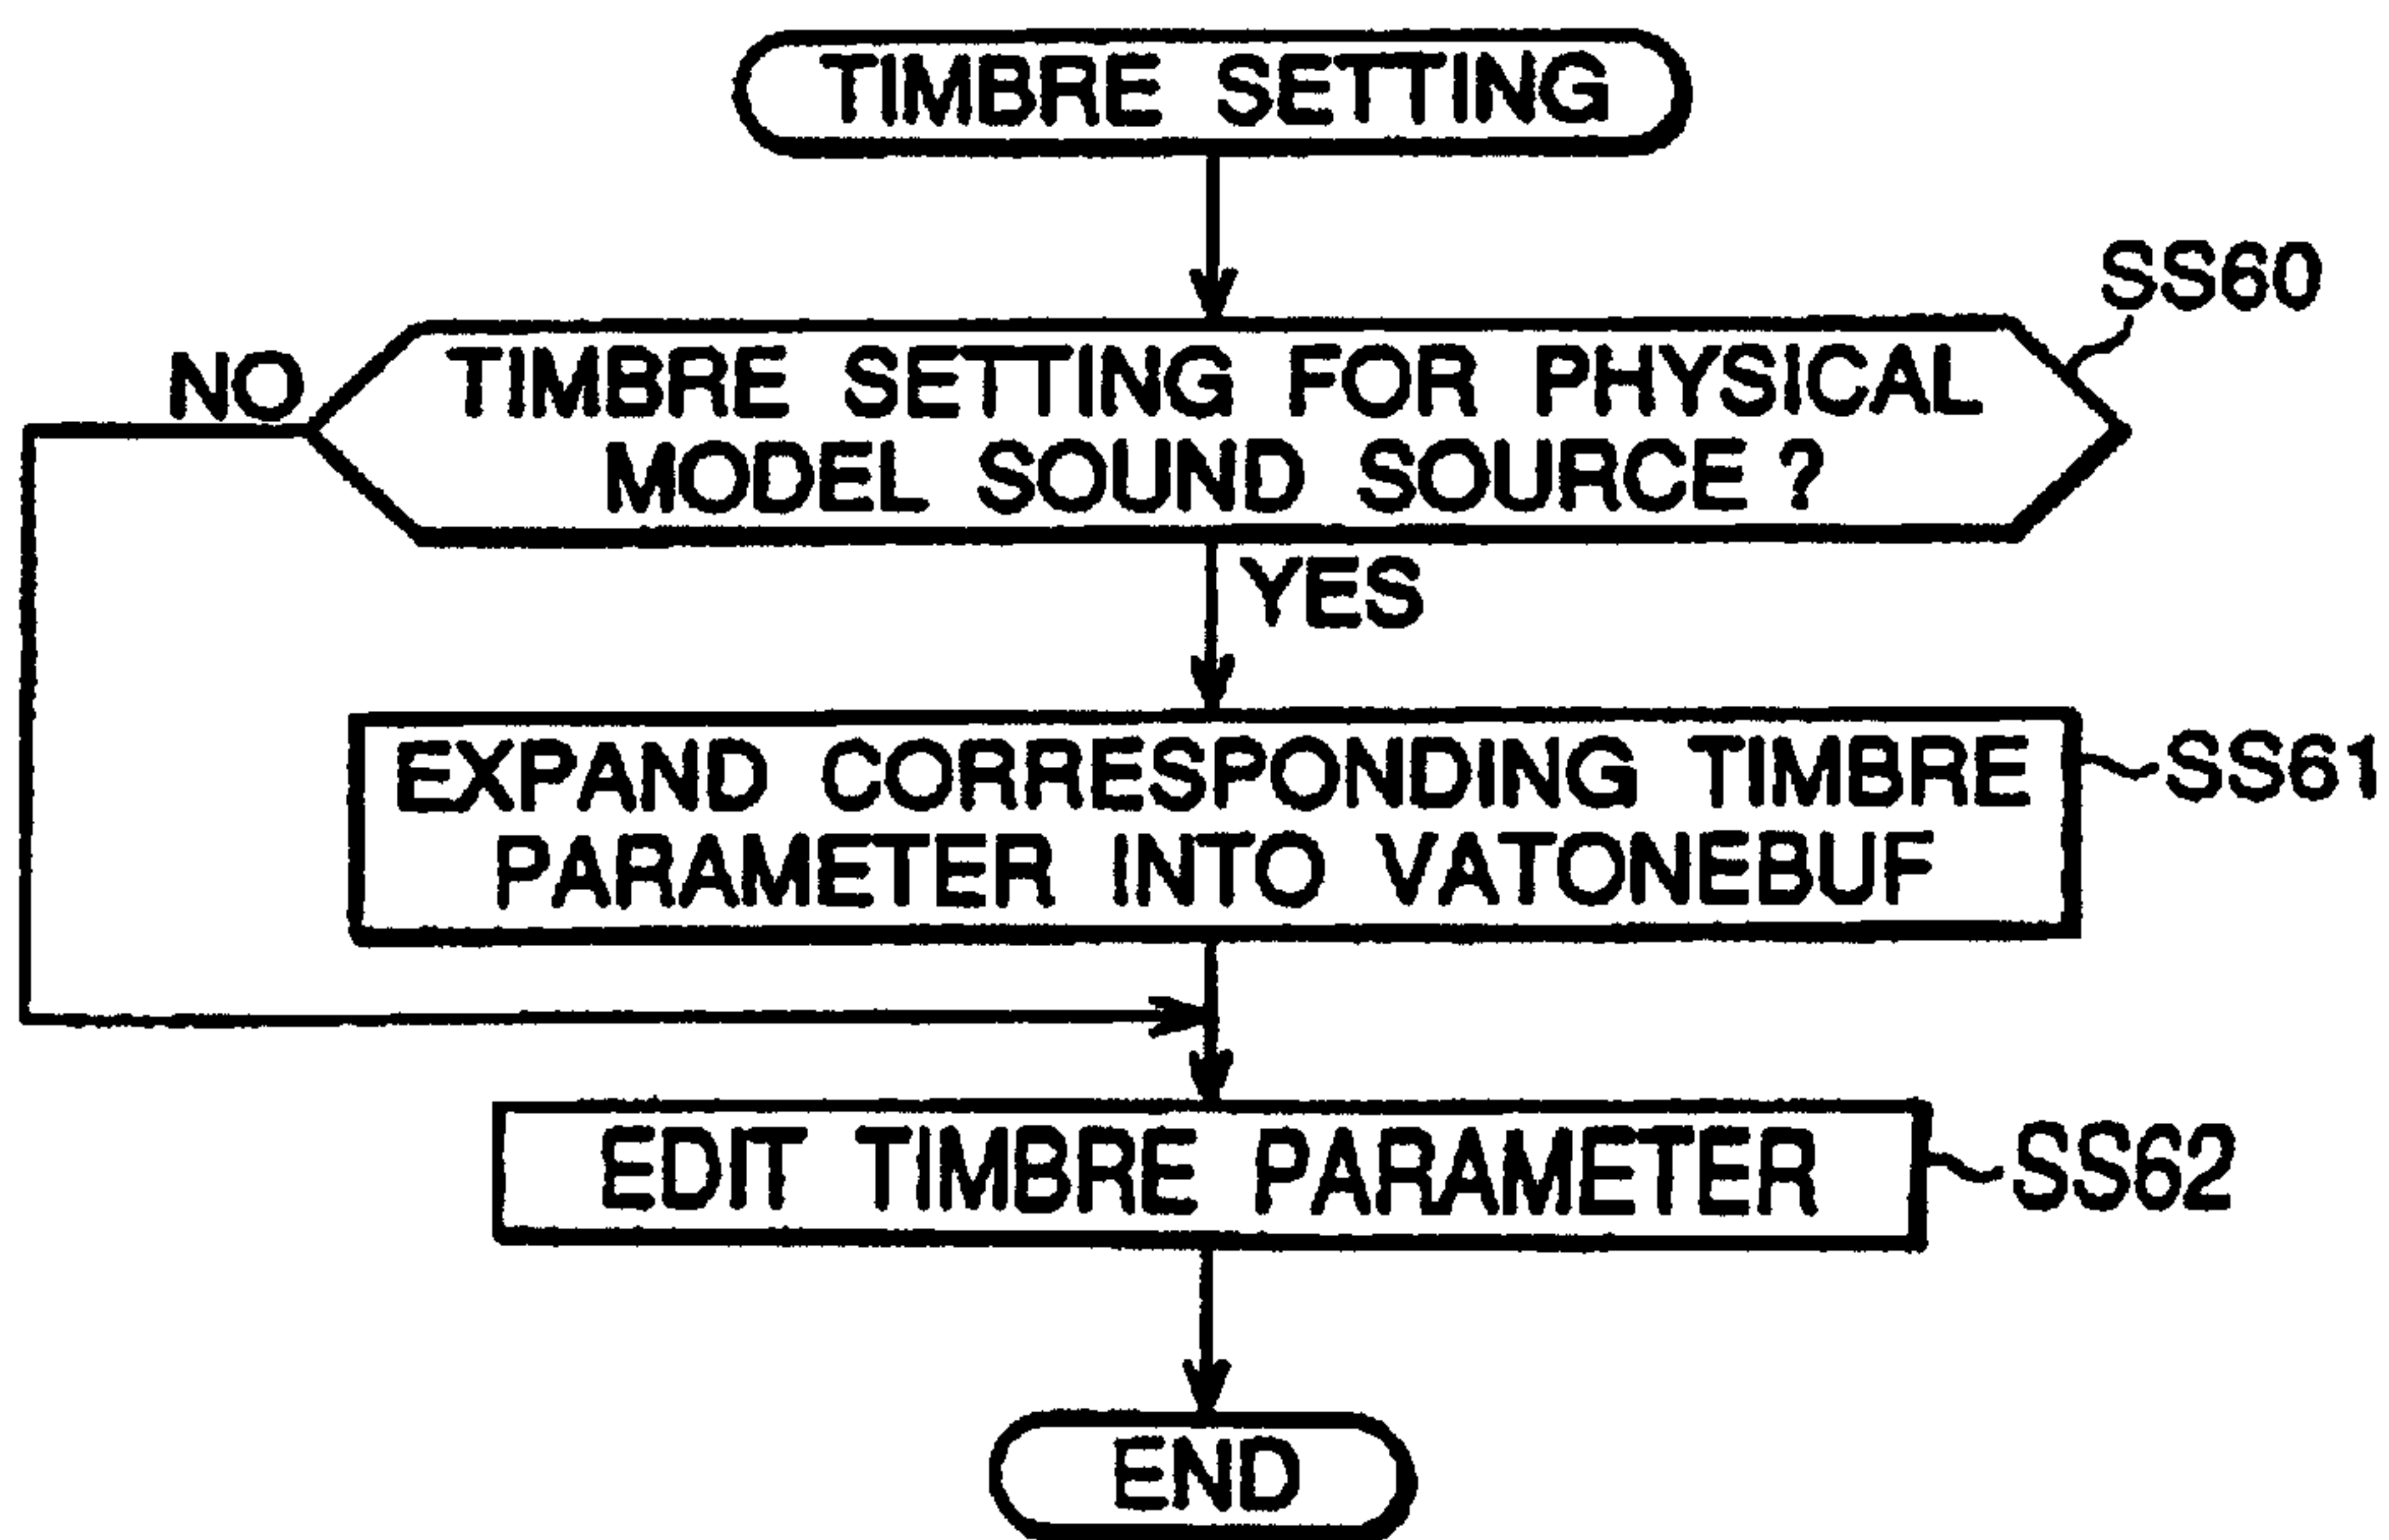 TIMBRE SETTING
SS60
NO
TIMBRE SETTING FOR PHYSICAL
MODEL SOUND SOURCE ?
YES
EXPAND CORRESPONDING TIMBRE
PARAMETER INTO VATONEBUF
SS61
EDIT TIMBRE PARAMETER
SS62
END